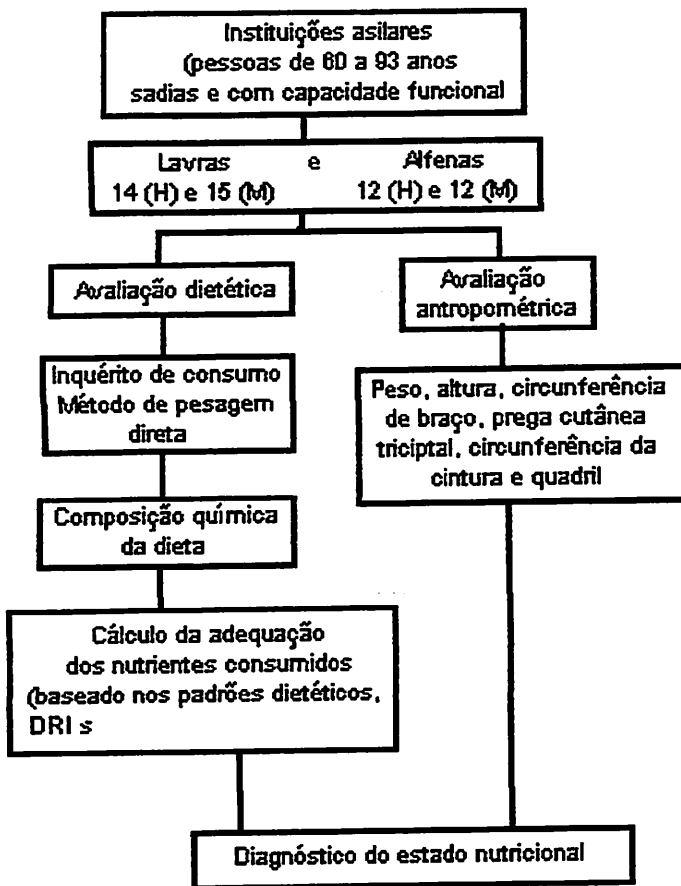 Instituições asilares
(pessoas de 60 a 93 anos
sadias e com capacidade funcional
Lavras e Alfenas
14 (H) e 15 (M) 12 (H) e 12 (M)
Avaliação dietética
Avaliação
antropométrica
Inquérito de consumo
Método de pesagem
direta
Peso, altura, circunferência
de braço, prega cutânea
triciptal, circunferência da
cintura e quadril
Composição química
da dieta
Cálculo da adequação
dos nutrientes consumidos
(baseado nos padrões dietéticos,
DRI s
Diagnóstico do estado nutricional